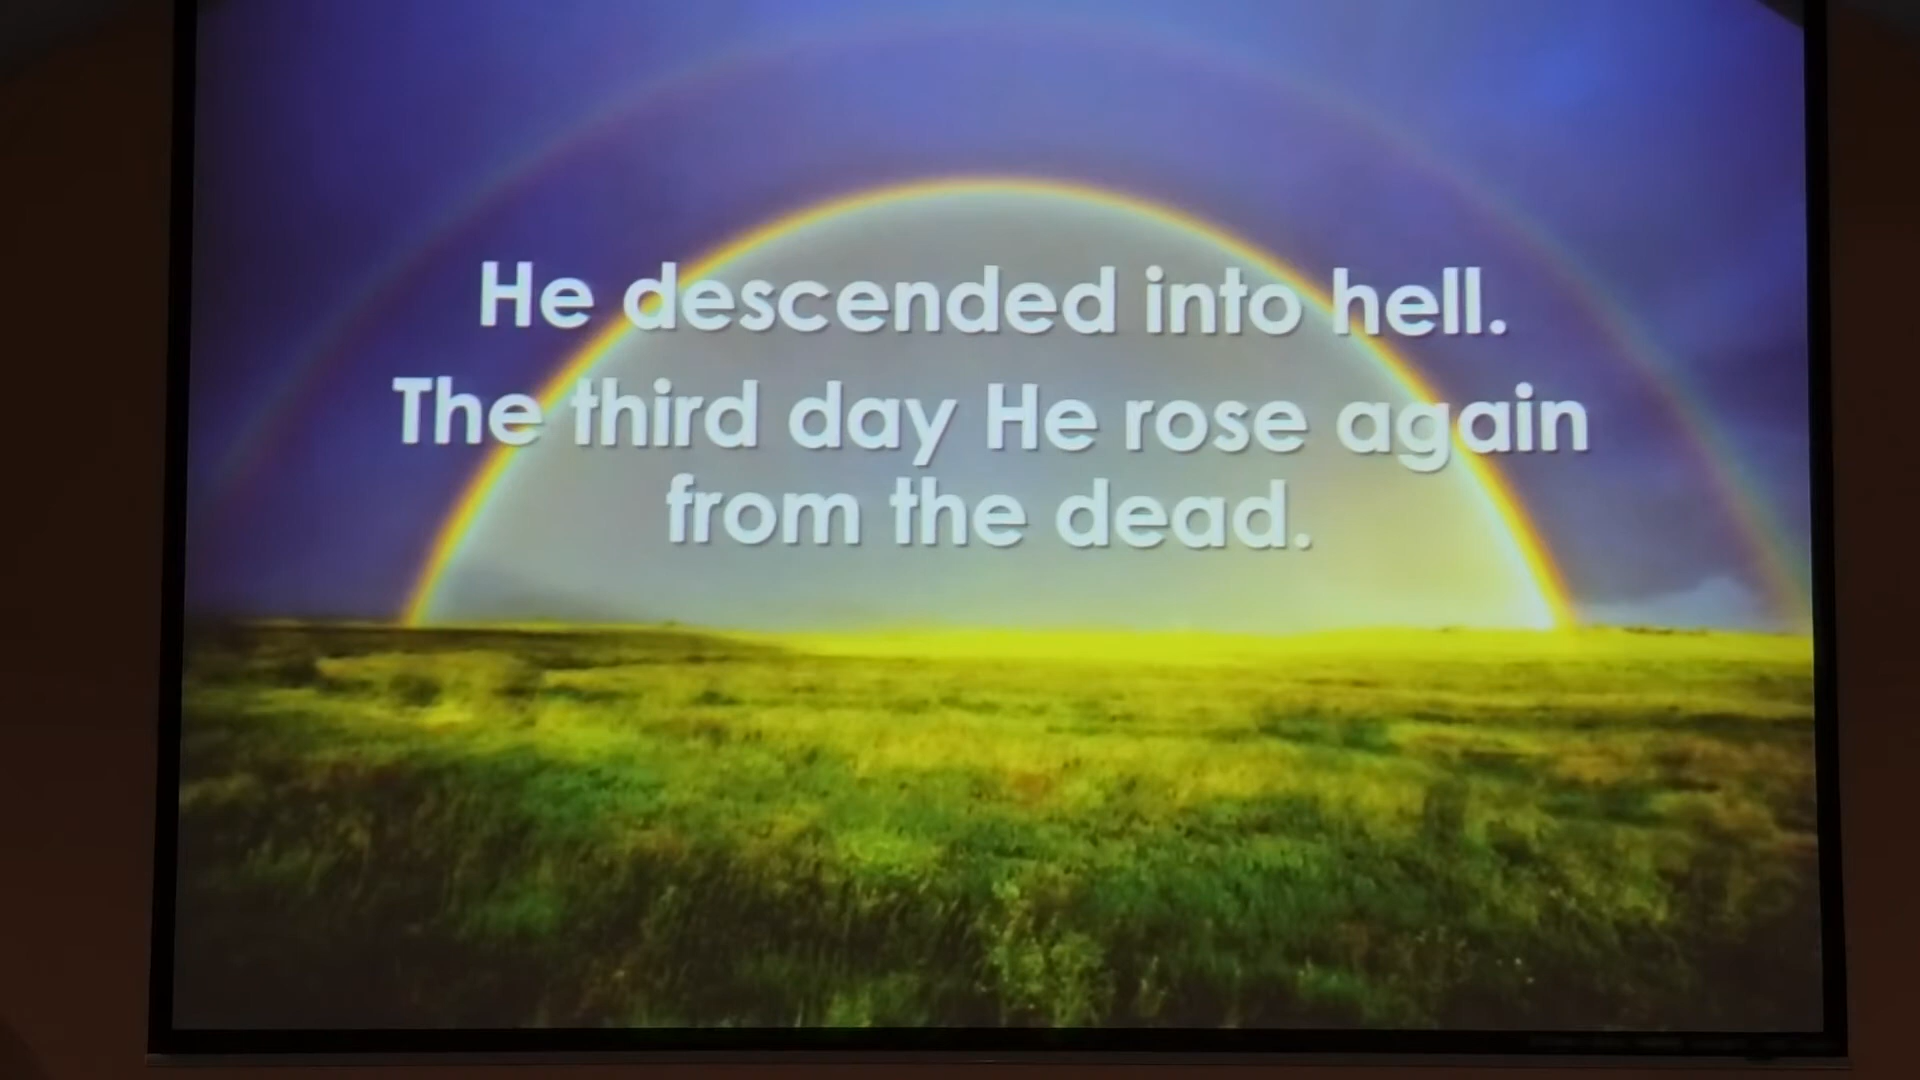 He descended into hell.
The third day He rose again
from the dead.